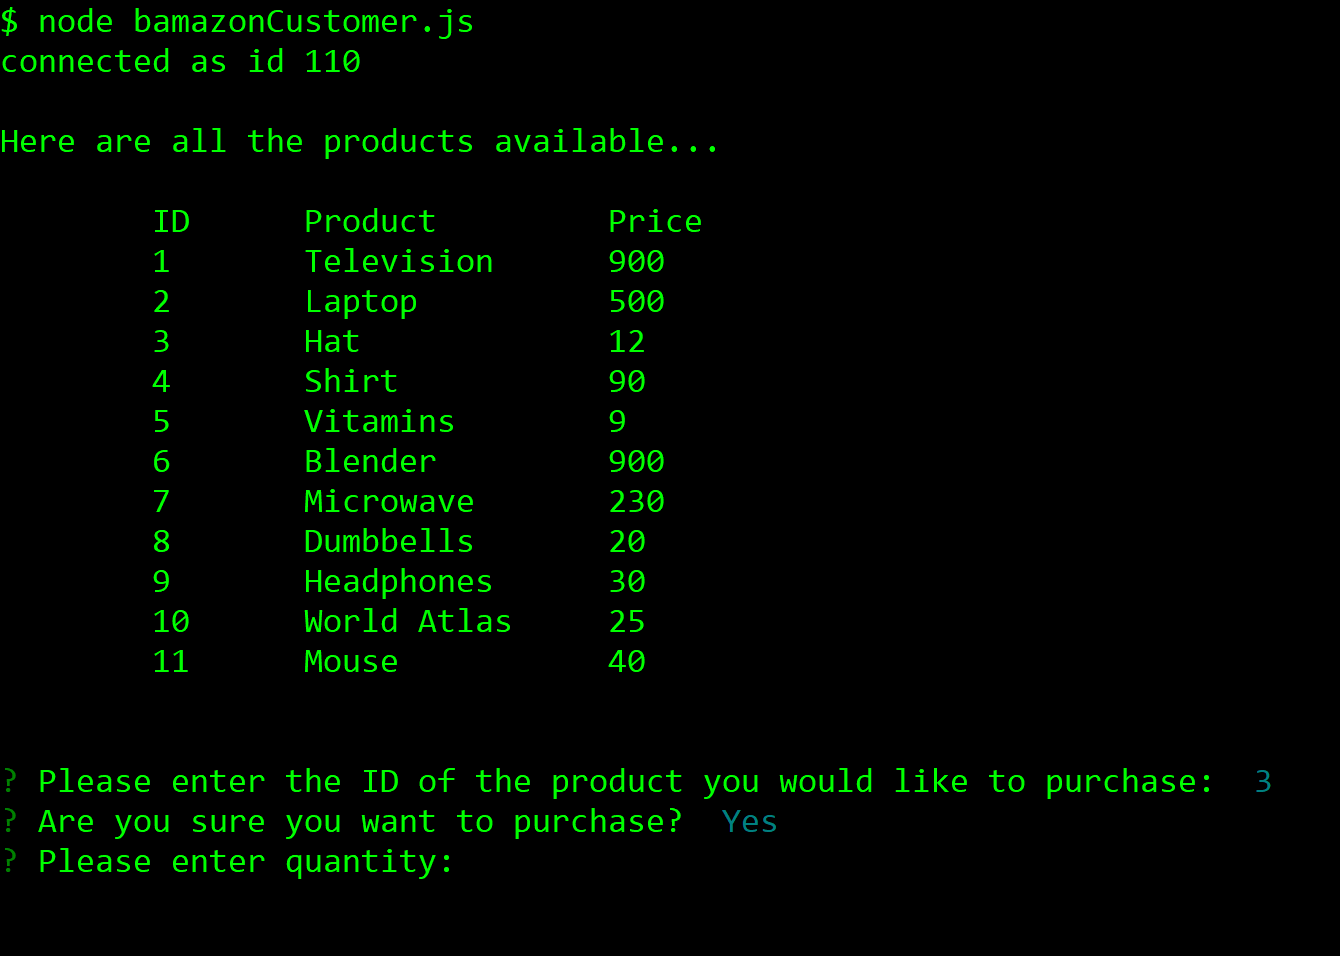 $ node bamazonCustomer.js
connected as id 110
Here are all the products available...
ID Product Price
1 Television 900
2 Laptop 500
3 Hat 12
4 Shirt 90
5 Vitamins 9
6 Blender 900
7 Microwave 230
8 Dumbbells 20
9 Headphones 30
10 World Atlas 25
11 Mouse 40
? Please enter the ID of the product you would like to purchase: 3
? Are you sure you want to purchase? Yes
? Please enter quantity: